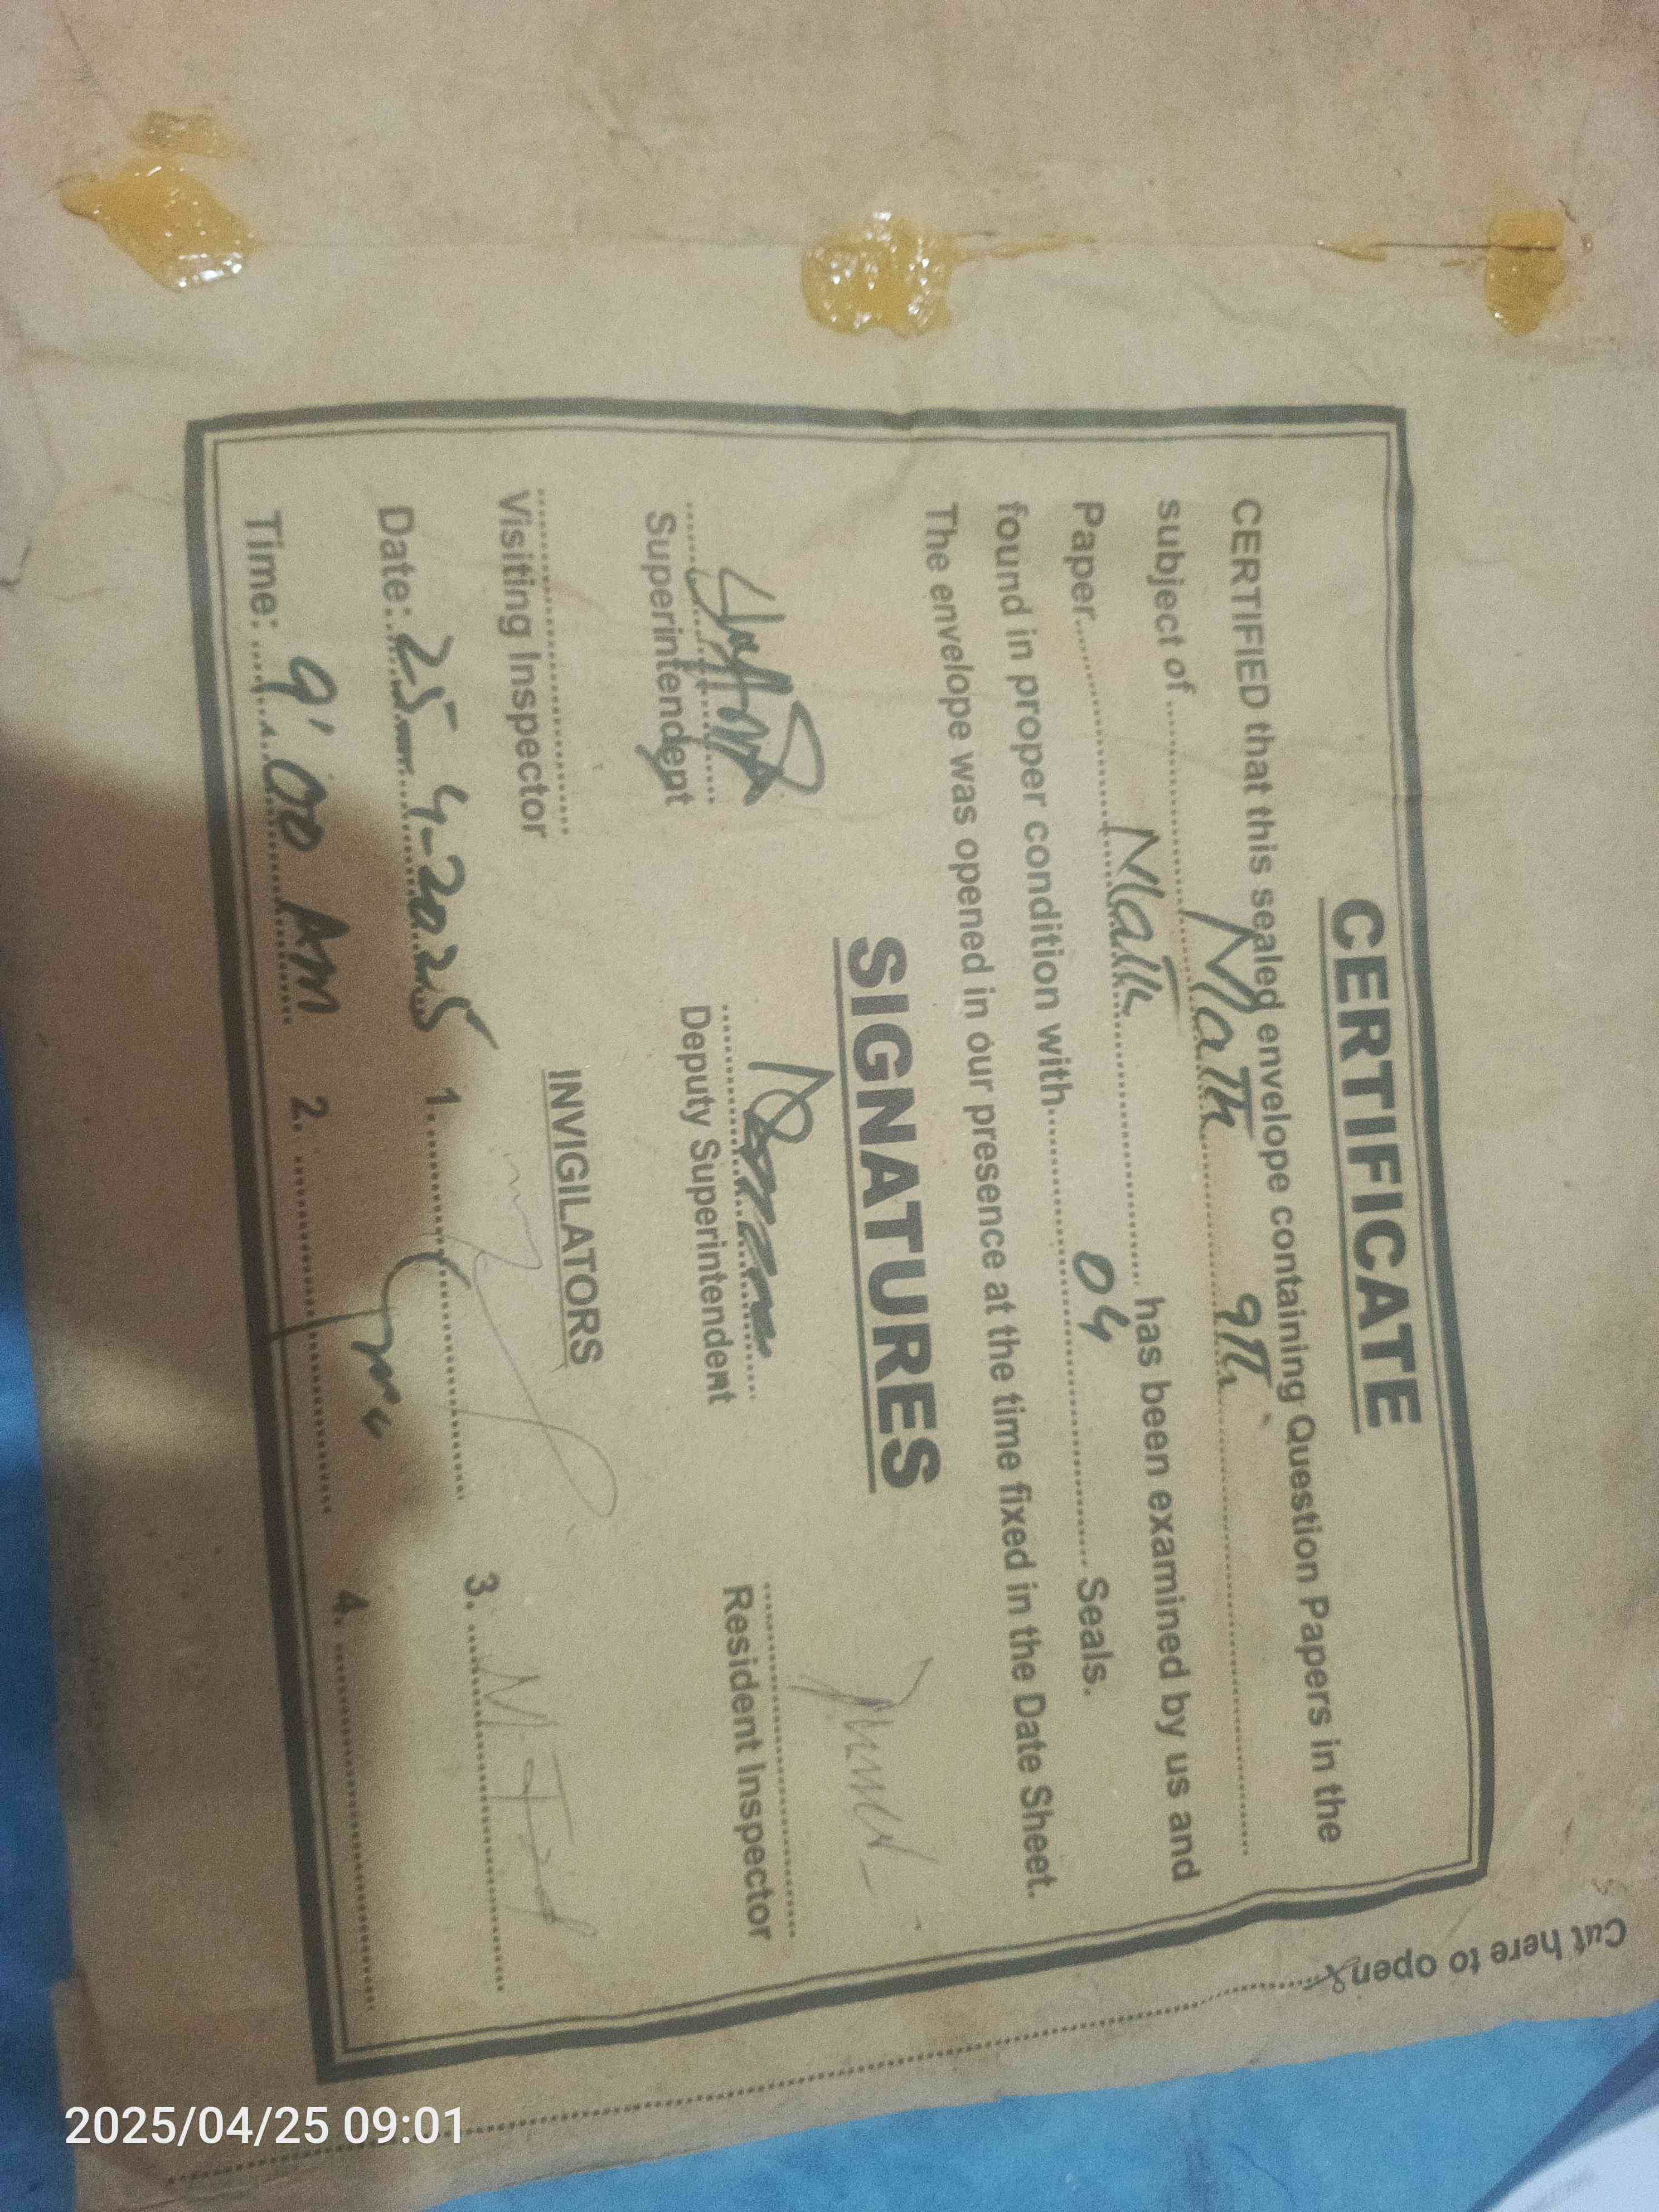 CERTIFICATE
CERTIFIED that this sealed envelope containing Question Papers in the
subject of Math 9th
Paper Math has been examined by us and
found in proper condition with 04 Seals.
The envelope was opened in our presence at the time fixed in the Date Sheet.
SIGNATURES
Superintendent
Deputy Superintendent
Resident Inspector
Visiting Inspector
INVIGILATORS
Date: 25-4-2025
1.
3.
Time: 9:00 AM
2.
4.
Cut here to open
2025/04/25 09:01